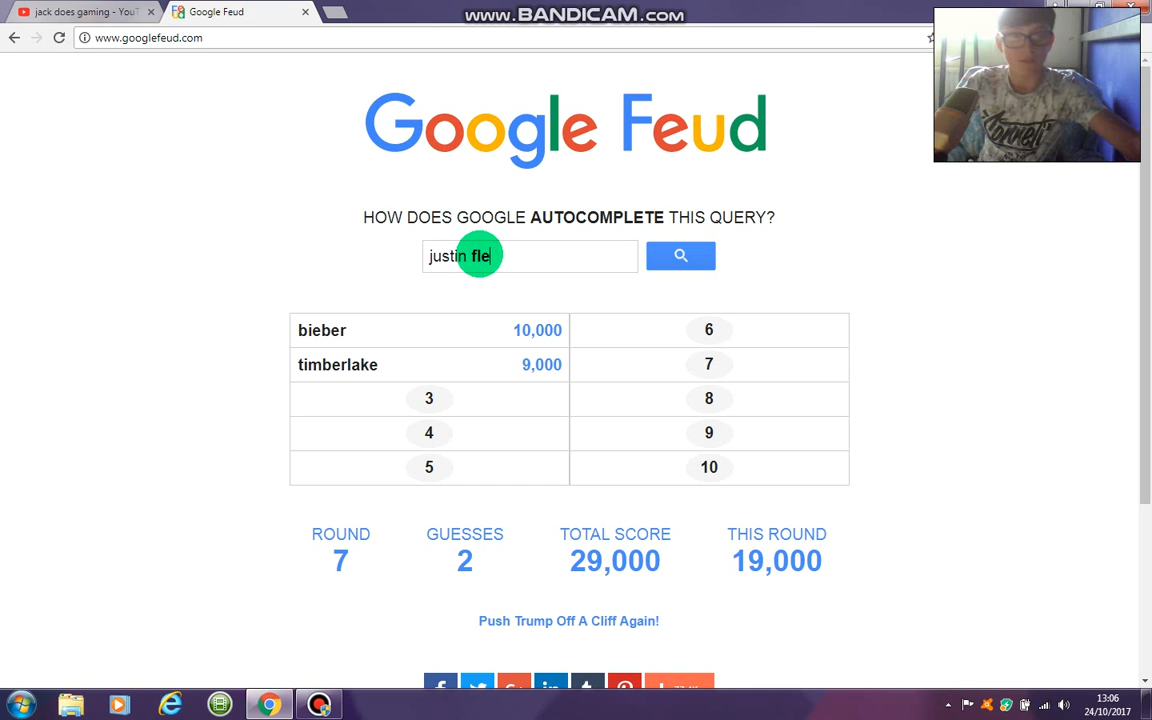 jack does gaming - YouT
Google Feud
www.BANDICAM.com
www.googlefeud.com
Google Feud
HOW DOES GOOGLE AUTOCOMPLETE THIS QUERY?
justin fle
bieber 10,000 6
timberlake 9,000 7
3 8
4 9
5 10
ROUND GUESSES TOTAL SCORE THIS ROUND
7 2 29,000 19,000
Push Trump Off A Cliff Again!
13:06
24/10/2017